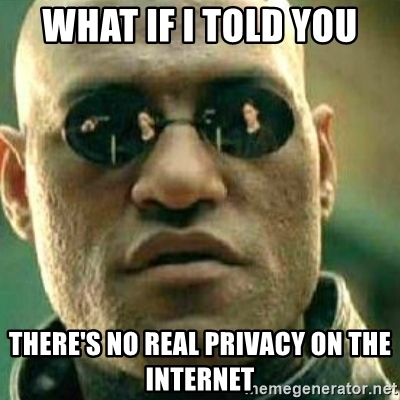 WHAT IF I TOLD YOU
THERE'S NO REAL PRIVACY ON THE
INTERNET
memegenerator.net